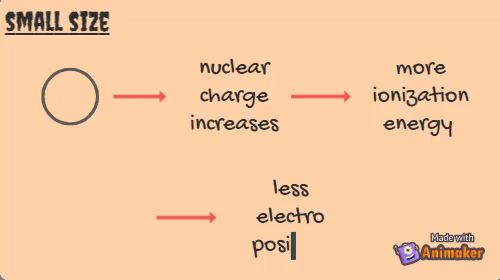 SMALL SIZE
nuclear
charge
increases
more
ionization
energy
less
electro
posi
Made with
Animaker